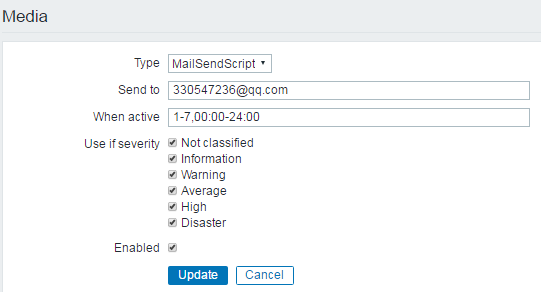 Media
Type MailSendScript
Send to 330547236@qq.com
When active 1-7,00:00-24:00
Use if severity Not classified
Information
Warning
Average
High
Disaster
Enabled
Update Cancel